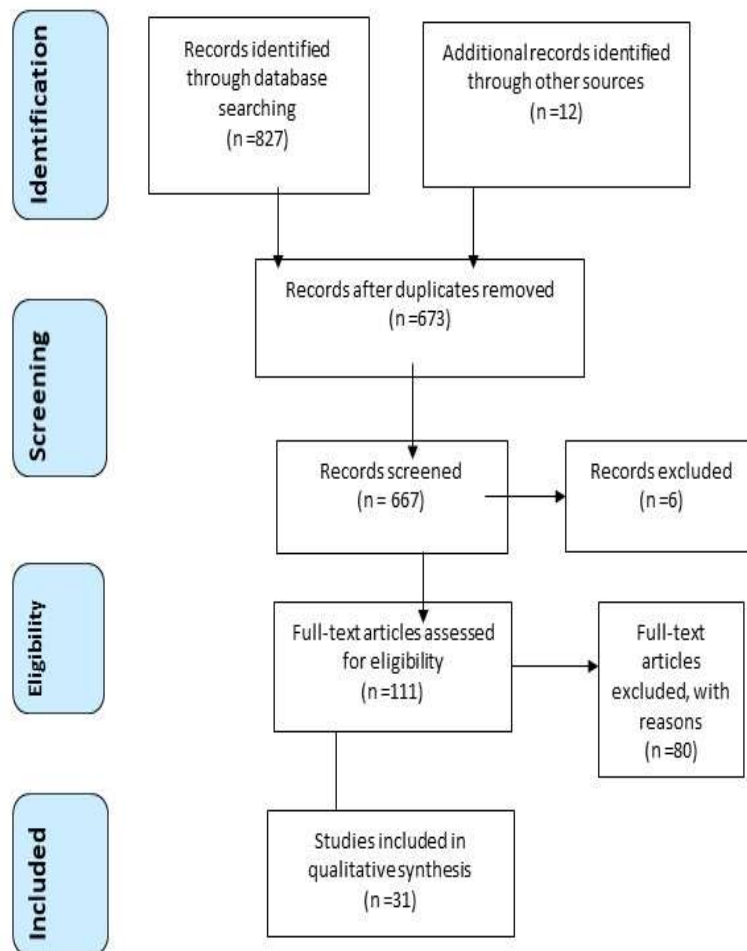 Identification
Records identified
through database
searching
(n =827)
Additional records identified
through other sources
(n =12)
Records after duplicates removed
(n =673)
Screening
Records screened
(n = 667)
Records excluded
(n =6)
Eligibility
Full-text articles assessed
for eligibility
(n =111)
Full-text
articles
excluded, with
reasons
(n =80)
Included
Studies included in
qualitative synthesis
(n =31)